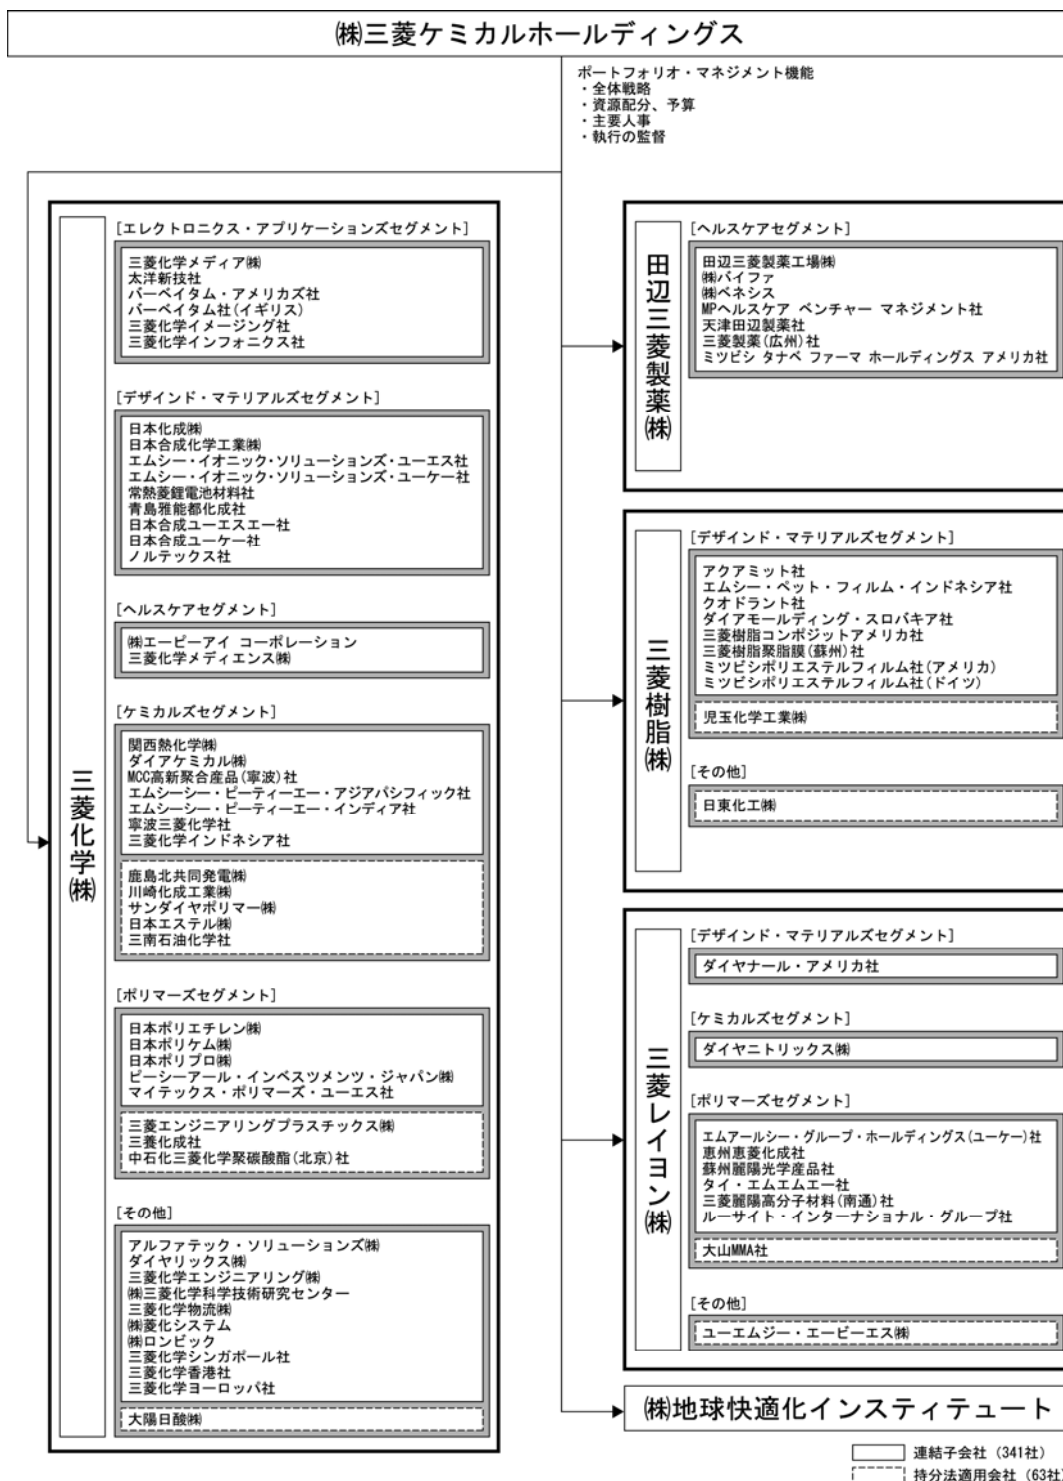 ㈱三菱ケミカルホールディングス
ポートフォリオ・マネジメント機能
・全体戦略
・資源配分、予算
・主要人事
・執行の監督
三菱化学㈱
[エレクトロニクス・アプリケーションズセグメント]
三菱化学メディア㈱
太洋新技社
バーベイタム・アメリカズ社
バーベイタム社(イギリス)
三菱化学イメージング社
三菱化学インフォニクス社
[デザインド・マテリアルズセグメント]
日本化成㈱
日本合成化学工業㈱
エムシー・イオニック・ソリューションズ・ユーエス社
エムシー・イオニック・ソリューションズ・ユーケー社
常熱菱鋰電池材料社
青島雅能都化成社
日本合成ユーエスエー社
日本合成ユーケー社
ノルテックス社
[ヘルスケアセグメント]
㈱エーピーアイ コーポレーション
三菱化学メディエンス㈱
[ケミカルズセグメント]
関西熱化学㈱
ダイアケミカル㈱
MCC高新聚合産品(寧波)社
エムシーシー・ピーティーエー・アジアパシフィック社
エムシーシー・ピーティーエー・インディア社
寧波三菱化学社
三菱化学インドネシア社
鹿島北共同発電㈱
川崎化成工業㈱
サンダイヤポリマー㈱
日本エステル㈱
三南石油化学社
[ポリマーズセグメント]
日本ポリエチレン㈱
日本ポリケム㈱
日本ポリプロ㈱
ピーシーアール・インベスツメンツ・ジャパン㈱
マイテックス・ポリマーズ・ユーエス社
三菱エンジニアリングプラスチックス㈱
三養化成社
中石化三菱化学聚碳酸酯(北京)社
[その他]
アルファテック・ソリューションズ㈱
ダイヤリックス㈱
三菱化学エンジニアリング㈱
㈱三菱化学科学技術研究センター
三菱化学物流㈱
㈱菱化システム
㈱ロンビック
三菱化学シンガポール社
三菱化学香港社
三菱化学ヨーロッパ社
大陽日酸㈱
田辺三菱製薬㈱
[ヘルスケアセグメント]
田辺三菱製薬工場㈱
㈱バイファ
㈱ベネシス
MPヘルスケア ベンチャー マネジメント社
天津田辺製薬社
三菱製薬(広州)社
ミツビシ タナベ ファーマ ホールディングス アメリカ社
三菱樹脂㈱
[デザインド・マテリアルズセグメント]
アクアミット社
エムシー・ペット・フィルム・インドネシア社
クオドラント社
ダイアモールディング・スロバキア社
三菱樹脂コンポジットアメリカ社
三菱樹脂聚脂膜(蘇州)社
ミツビシポリエステルフィルム社(アメリカ)
ミツビシポリエステルフィルム社(ドイツ)
児玉化学工業㈱
[その他]
日東化工㈱
三菱レイヨン㈱
[デザインド・マテリアルズセグメント]
ダイヤナール・アメリカ社
[ケミカルズセグメント]
ダイヤニトリックス㈱
[ポリマーズセグメント]
エムアールシー・グループ・ホールディングス(ユーケー)社
恵州恵菱化成社
蘇州麗陽光学産品社
タイ・エムエムエー社
三菱麗陽高分子材料(南通)社
ルーサイト・インターナショナル・グループ社
大山MMA社
[その他]
ユーエムジー・エービーエス㈱
㈱地球快適化インスティテュート
連結子会社 (341社)
持分法適用会社 (63社